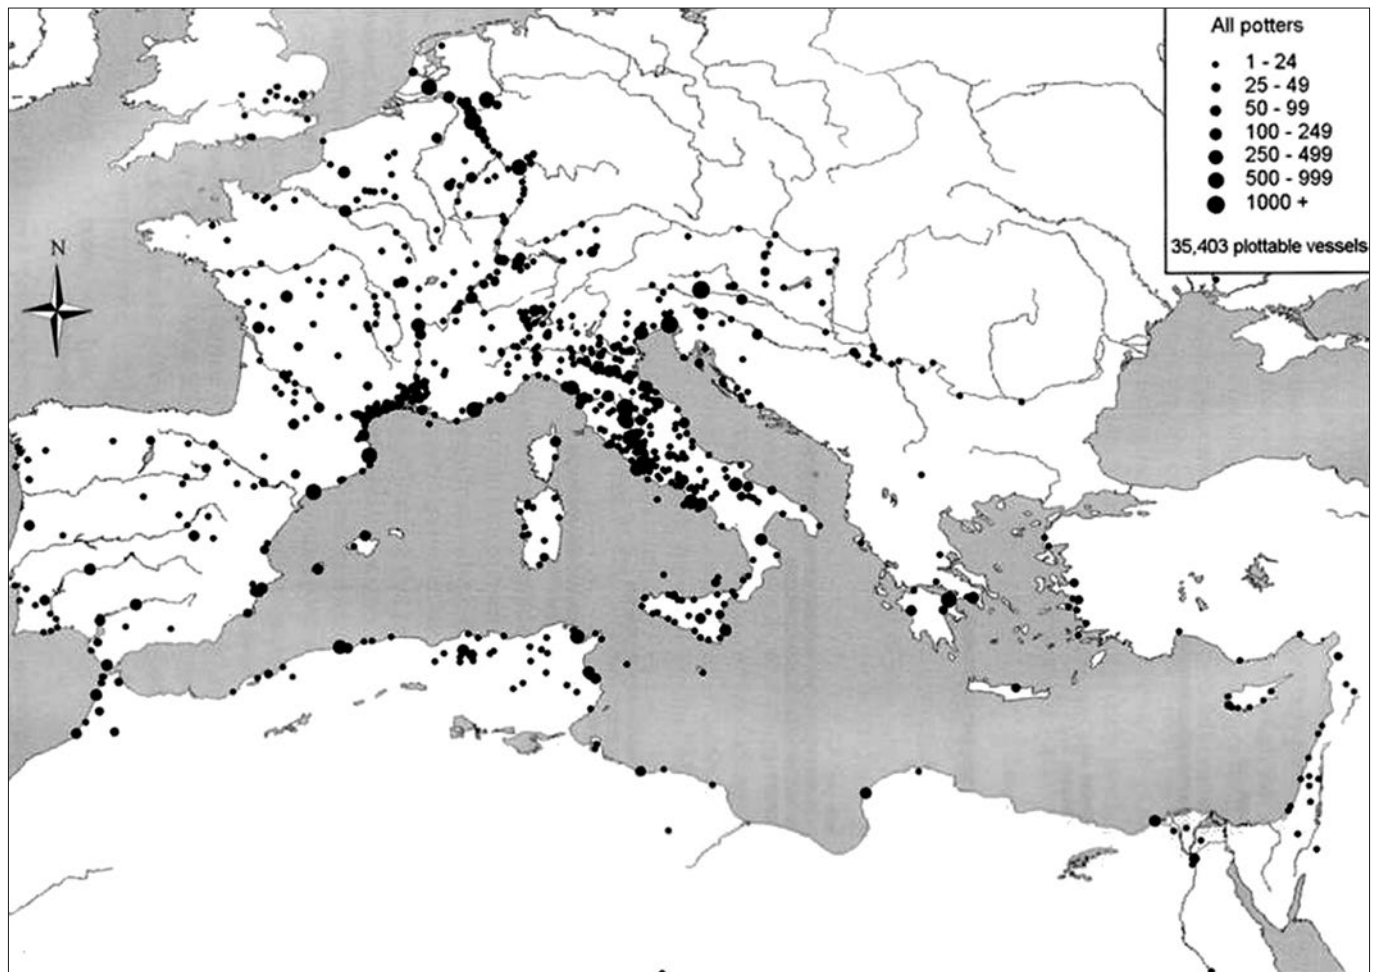 All potters
1 - 24
25 - 49
50 - 99
100 - 249
250 - 499
500 - 999
1000 +
35,403 plottable vessels
N